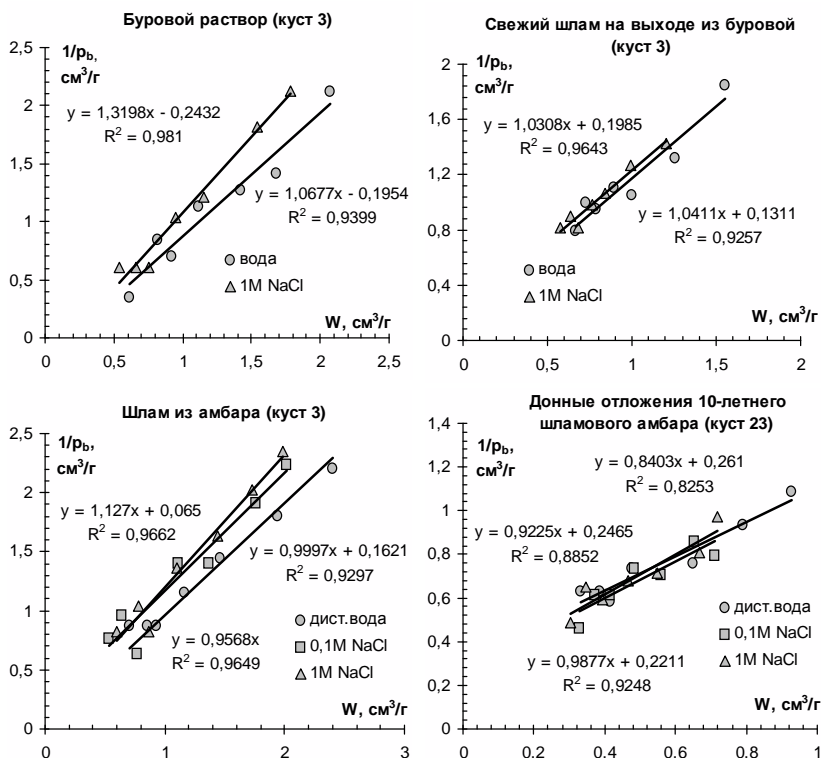 Буровой раствор (куст 3)
1/pb,
см³/г
2,5
2
1,5
1
0,5
0
y = 1,3198x - 0,2432
R² = 0,981
y = 1,0677x - 0,1954
R² = 0,9399
вода
1М NaCl
W, см³/г
0
0,5
1
1,5
2
2,5
Свежий шлам на выходе из буровой
(куст 3)
1/pb,
см³/г
2
1,6
1,2
0,8
0,4
0
y = 1,0308x + 0,1985
R² = 0,9643
y = 1,0411x + 0,1311
R² = 0,9257
вода
1М NaCl
W, см³/г
0
0,5
1
1,5
2
Шлам из амбара (куст 3)
1/pb,
см³/г
2,5
2
1,5
1
0,5
0
y = 1,127x + 0,065
R² = 0,9662
y = 0,9997x + 0,1621
R² = 0,9297
y = 0,9568x
R² = 0,9649
дист.вода
0,1М NaCl
1М NaCl
W, см³/г
0
1
2
3
Донные отложения 10-летнего
шламового амбара (куст 23)
1/pb,
см³/г
1,4
1,2
1
0,8
0,6
0,4
0,2
0
y = 0,8403x + 0,261
R² = 0,8253
y = 0,9225x + 0,2465
R² = 0,8852
y = 0,9877x + 0,2211
R² = 0,9248
дист.вода
0,1М NaCl
1М NaCl
W, см³/г
0
0,2
0,4
0,6
0,8
1